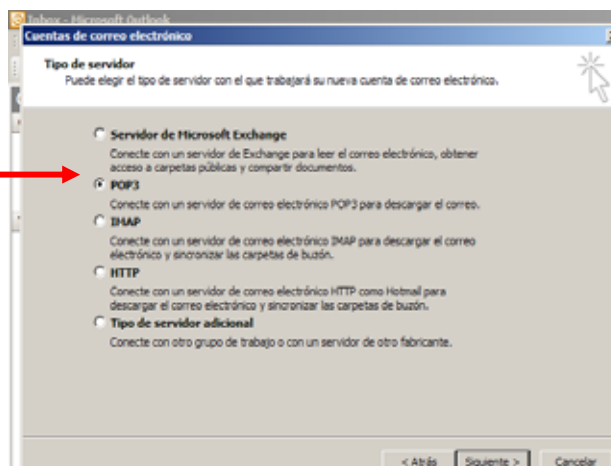 Inbox - Microsoft Outlook
Cuentas de correo electrónico
Tipo de servidor
Puede elegir el tipo de servidor con el que trabajará su nueva cuenta de correo electrónico.
Servidor de Microsoft Exchange
Conecte con un servidor de Exchange para leer el correo electrónico, obtener
acceso a carpetas públicas y compartir documentos.
POP3
Conecte con un servidor de correo electrónico POP3 para descargar el correo.
IMAP
Conecte con un servidor de correo electrónico IMAP para descargar el correo
electrónico y sincronizar las carpetas de buzón.
HTTP
Conecte con un servidor de correo electrónico HTTP como Hotmail para
descargar el correo electrónico y sincronizar las carpetas de buzón.
Tipo de servidor adicional
Conecte con otro grupo de trabajo o con un servidor de otro fabricante.
< Atrás Siguiente > Cancelar